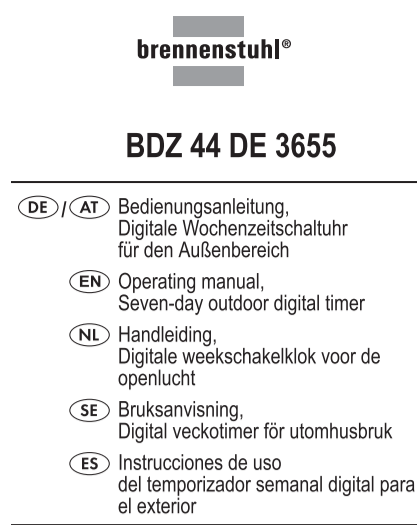 brennenstuhl®
BDZ 44 DE 3655
DE / AT Bedienungsanleitung,
Digitale Wochenzeitschaltuhr
für den Außenbereich
EN Operating manual,
Seven-day outdoor digital timer
NL Handleiding,
Digitale weekschakelklok voor de
openlucht
SE Bruksanvisning,
Digital veckotimer för utomhusbruk
ES Instrucciones de uso
del temporizador semanal digital para
el exterior